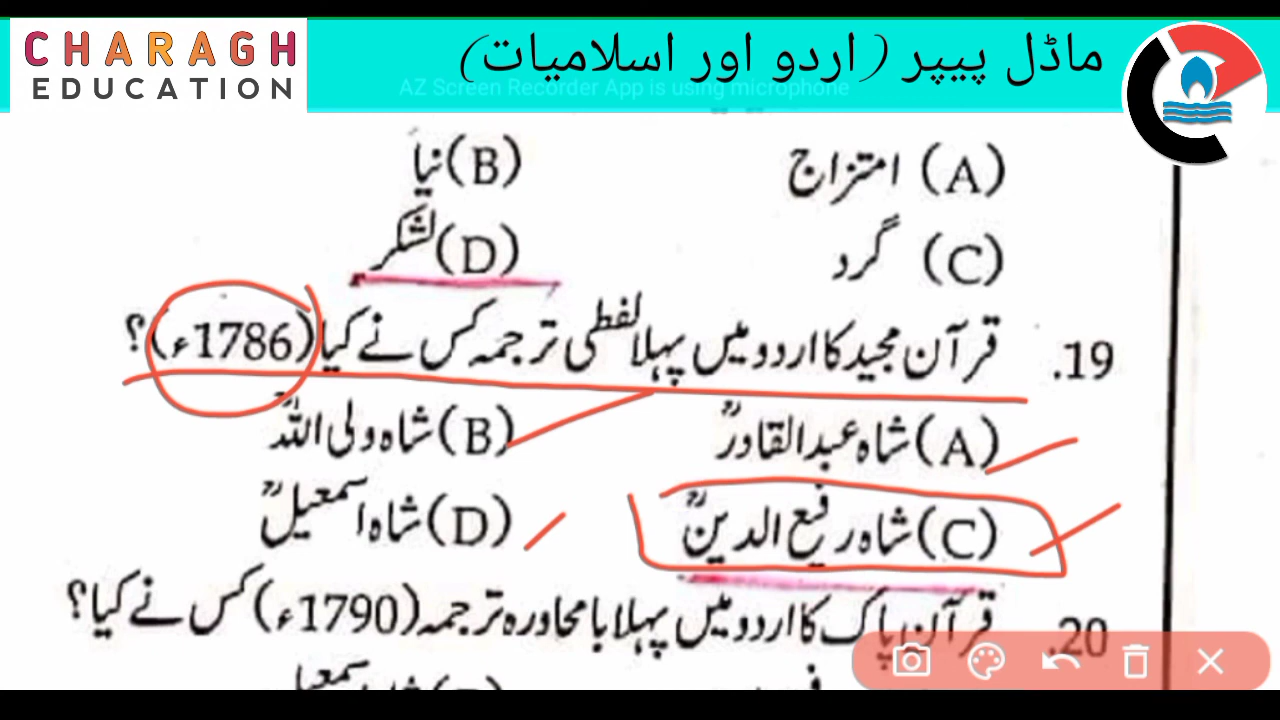 CHARAGH
EDUCATION
ماڈل پیپر (اردو اور اسلامیات)
AZ Screen Recorder App is using microphone
(A) امتزاج (B) نیا
(C) گرد (D) لشکر
19. قرآن مجید کا اردو میں پہلا لفظی ترجمہ کس نے کیا (1786ء)؟
(A) شاہ عبدالقادرؒ (B) شاہ ولی اللہؒ
(C) شاہ رفیع الدینؒ (D) شاہ اسمعیلؒ
20. قرآن پاک کا اردو میں پہلا بامحاورہ ترجمہ (1790ء) کس نے کیا؟